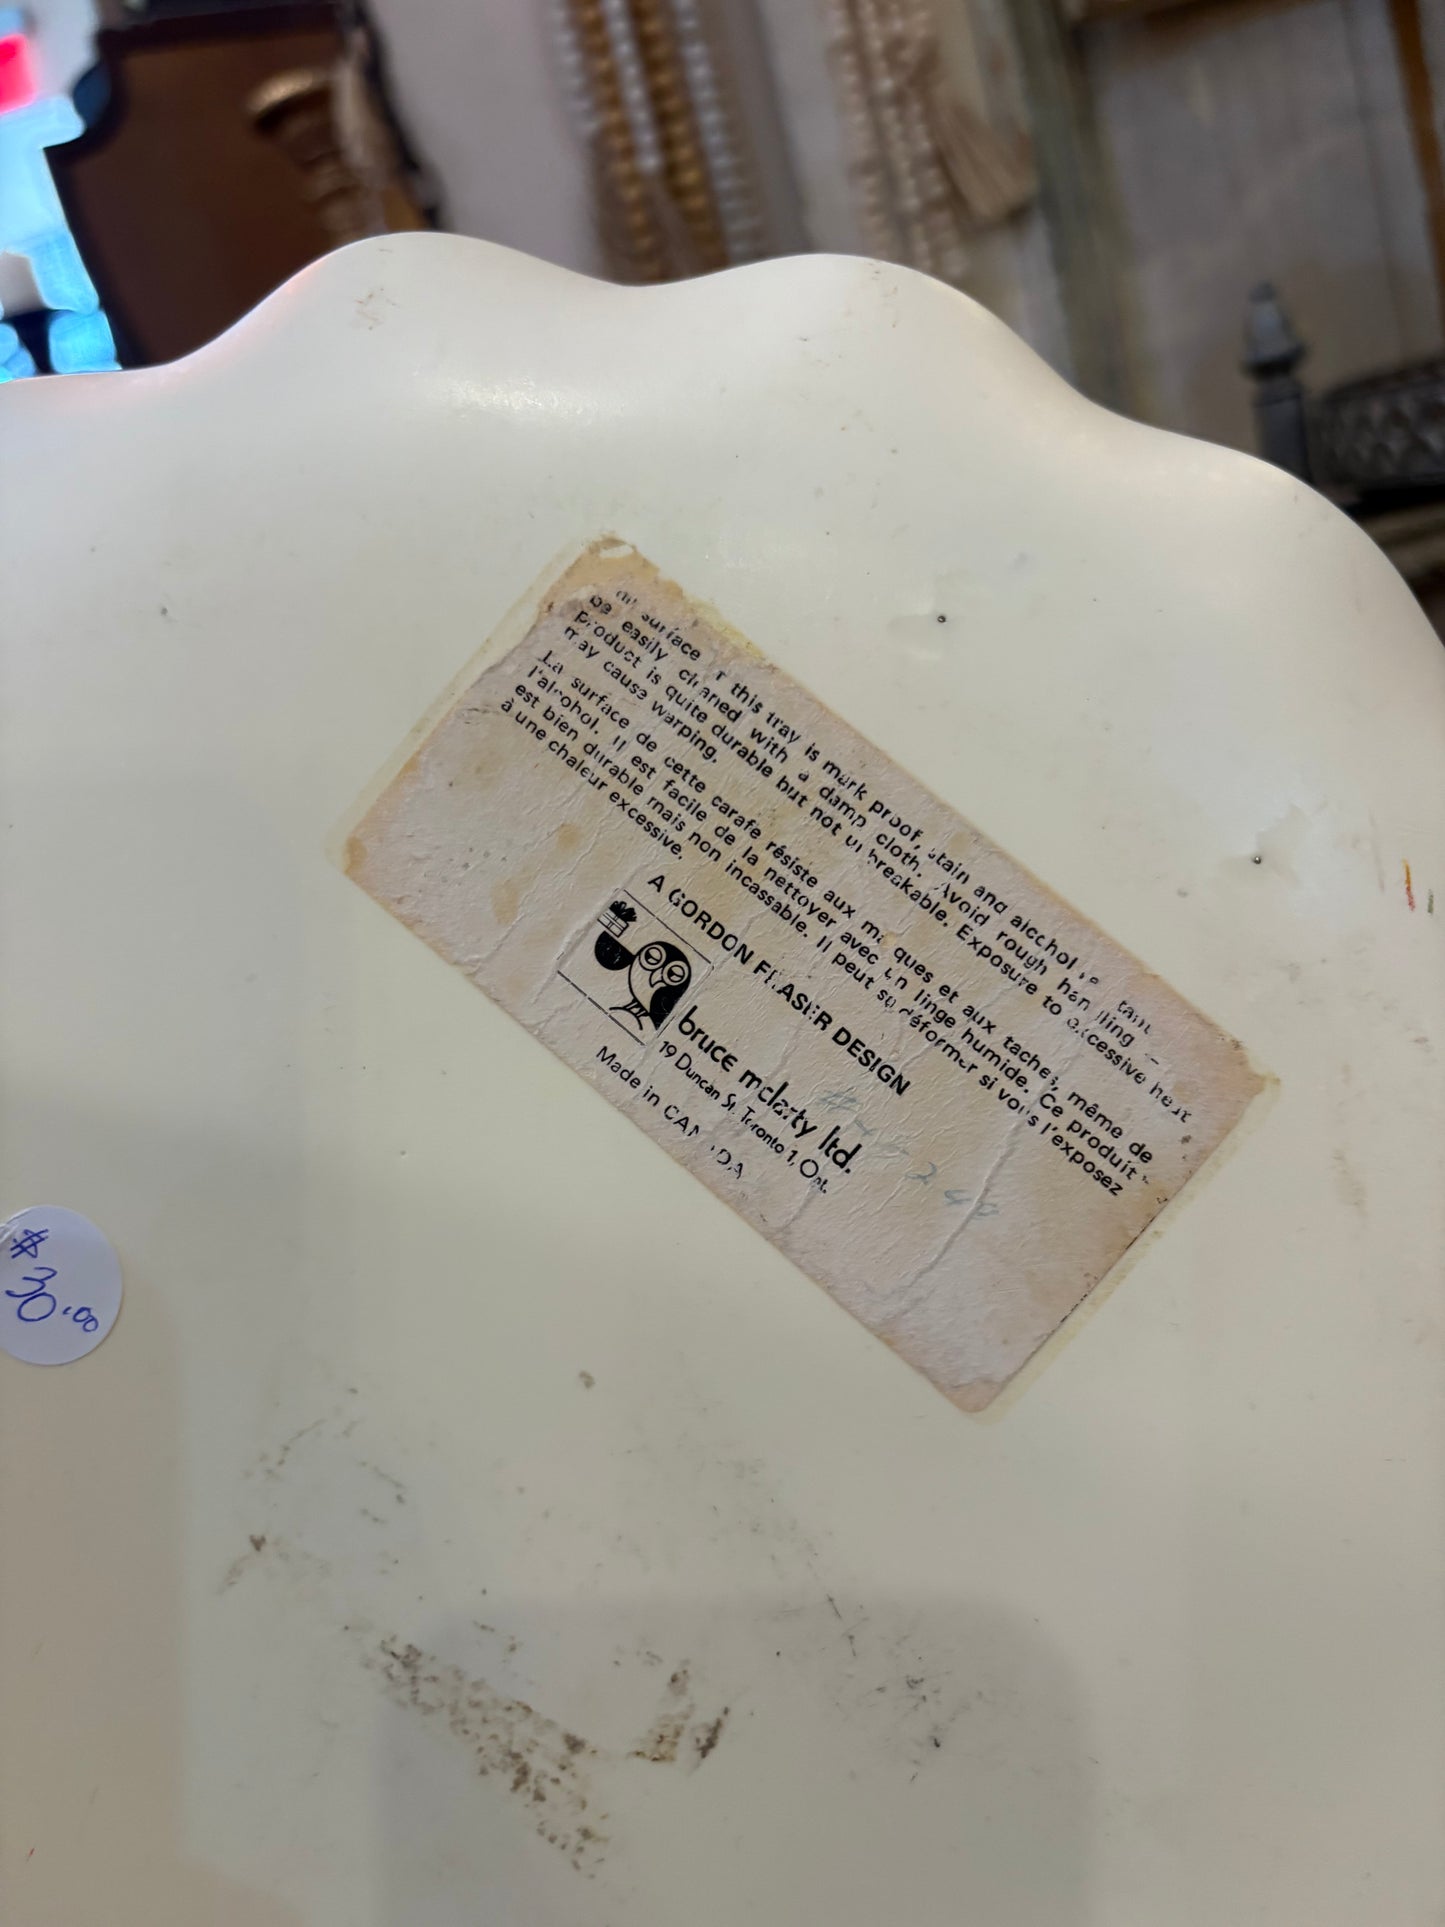 surface this tray is mark proof, stain and alcohol
be easily cleaned with a damp cloth. Avoid rough handling
product is quite durable but not unbreakable. Exposure to excessive heat
may cause warping.
La surface de cette carafe résiste aux marques et aux taches, même de
l'alcohol. Il est facile de la nettoyer avec un linge humide. Ce produit
est bien durable mais non incassable. Il peut se déformer si vous l'exposez
à une chaleur excessive.
A GORDON FRASER DESIGN
bruce mclarty ltd.
19 Duncan St. Toronto 1, Ont.
Made in CANADA
$
30.00